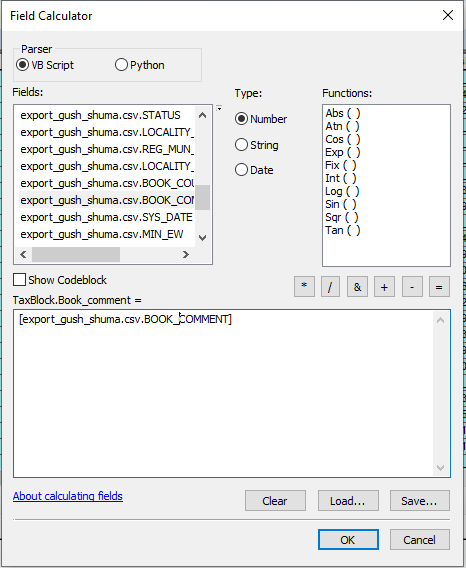 Field Calculator
Parser
VB Script
Python
Fields:
Type:
Functions:
export_gush_shuma.csv.STATUS
export_gush_shuma.csv.LOCALITY_
export_gush_shuma.csv.REG_MUN_
export_gush_shuma.csv.LOCALITY_
export_gush_shuma.csv.BOOK_COU
export_gush_shuma.csv.BOOK_COM
export_gush_shuma.csv.SYS_DATE
export_gush_shuma.csv.MIN_EW
Number
String
Date
Abs ( )
Atn ( )
Cos ( )
Exp ( )
Fix ( )
Int ( )
Log ( )
Sin ( )
Sqr ( )
Tan ( )
Show Codeblock
* / & + - =
TaxBlock.Book_comment =
[export_gush_shuma.csv.BOOK_COMMENT]
About calculating fields
Clear
Load...
Save...
OK
Cancel